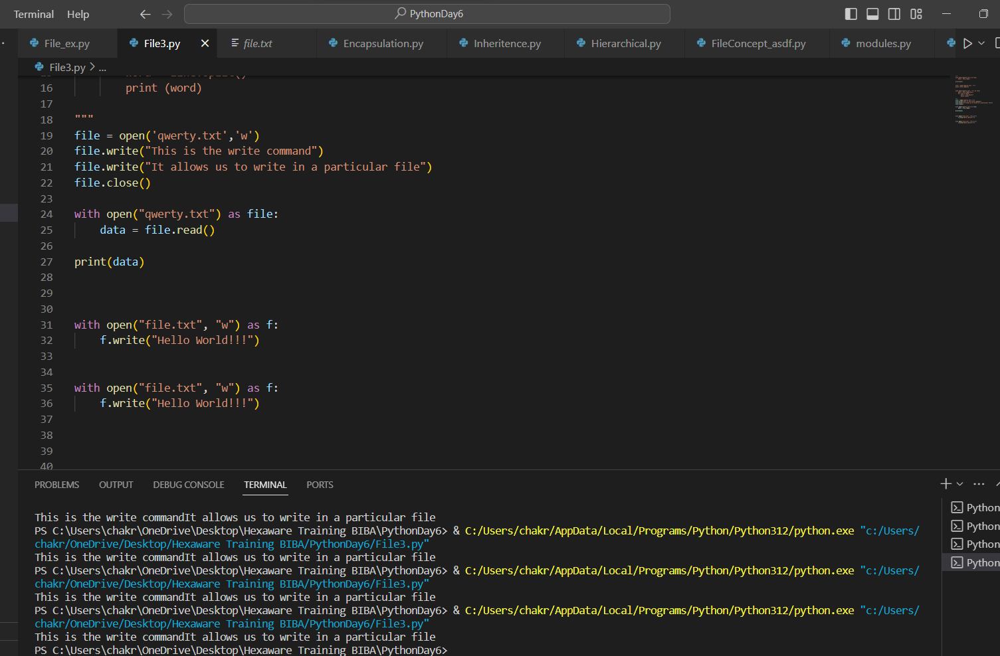 Terminal Help PythonDay6
File_ex.py File3.py file.txt Encapsulation.py Inheritence.py Hierarchical.py FileConcept_asdf.py modules.py
File3.py > ...
16 print (word)
17
18 """
19 file = open('qwerty.txt','w')
20 file.write("This is the write command")
21 file.write("It allows us to write in a particular file")
22 file.close()
23
24 with open("qwerty.txt") as file:
25 data = file.read()
26
27 print(data)
28
29
30
31 with open("file.txt", "w") as f:
32 f.write("Hello World!!!")
33
34
35 with open("file.txt", "w") as f:
36 f.write("Hello World!!!")
37
38
39
40
PROBLEMS OUTPUT DEBUG CONSOLE TERMINAL PORTS
This is the write commandIt allows us to write in a particular file
PS C:\Users\chakr\OneDrive\Desktop\Hexaware Training BIBA\PythonDay6> & C:/Users/chakr/AppData/Local/Programs/Python/Python312/python.exe "c:/Users/
chakr/OneDrive/Desktop/Hexaware Training BIBA/PythonDay6/File3.py"
This is the write commandIt allows us to write in a particular file
PS C:\Users\chakr\OneDrive\Desktop\Hexaware Training BIBA\PythonDay6> & C:/Users/chakr/AppData/Local/Programs/Python/Python312/python.exe "c:/Users/
chakr/OneDrive/Desktop/Hexaware Training BIBA/PythonDay6/File3.py"
This is the write commandIt allows us to write in a particular file
PS C:\Users\chakr\OneDrive\Desktop\Hexaware Training BIBA\PythonDay6> & C:/Users/chakr/AppData/Local/Programs/Python/Python312/python.exe "c:/Users/
chakr/OneDrive/Desktop/Hexaware Training BIBA/PythonDay6/File3.py"
This is the write commandIt allows us to write in a particular file
PS C:\Users\chakr\OneDrive\Desktop\Hexaware Training BIBA\PythonDay6>
Python
Python
Python
Python